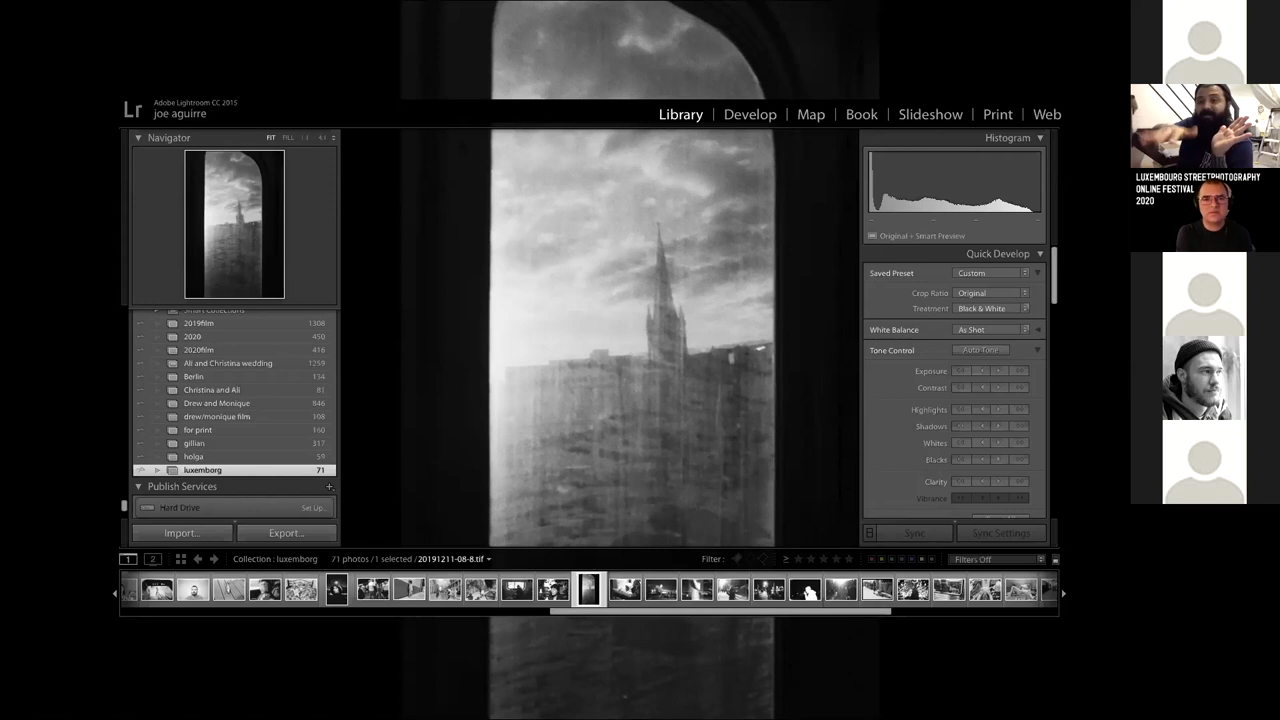 Lr
Adobe Lightroom CC 2015
joe aguirre
Library | Develop | Map | Book | Slideshow | Print | Web
Navigator FIT FILL
Histogram
Original + Smart Preview
Quick Develop
Saved Preset Custom
Crop Ratio Original
Treatment Black & White
White Balance As Shot
Tone Control Auto Tone
Exposure
Contrast
Highlights
Shadows
Whites
Blacks
Clarity
Vibrance
Smart Collections
2019film 1308
2020 450
2020film 416
Ali and Christina wedding 1259
Berlin 134
Christina and Ali 81
Drew and Monique 846
drew/monique film 108
for print 160
gillian 317
holga 59
luxemborg 71
Publish Services
Hard Drive Set Up...
Import... Export...
Sync Sync Settings
1 2 Collection : luxemborg 71 photos / 1 selected / 20191211-08-8.tif Filter : Filters Off
LUXEMBOURG STREETPHOTOGRAPHY
ONLINE FESTIVAL
2020